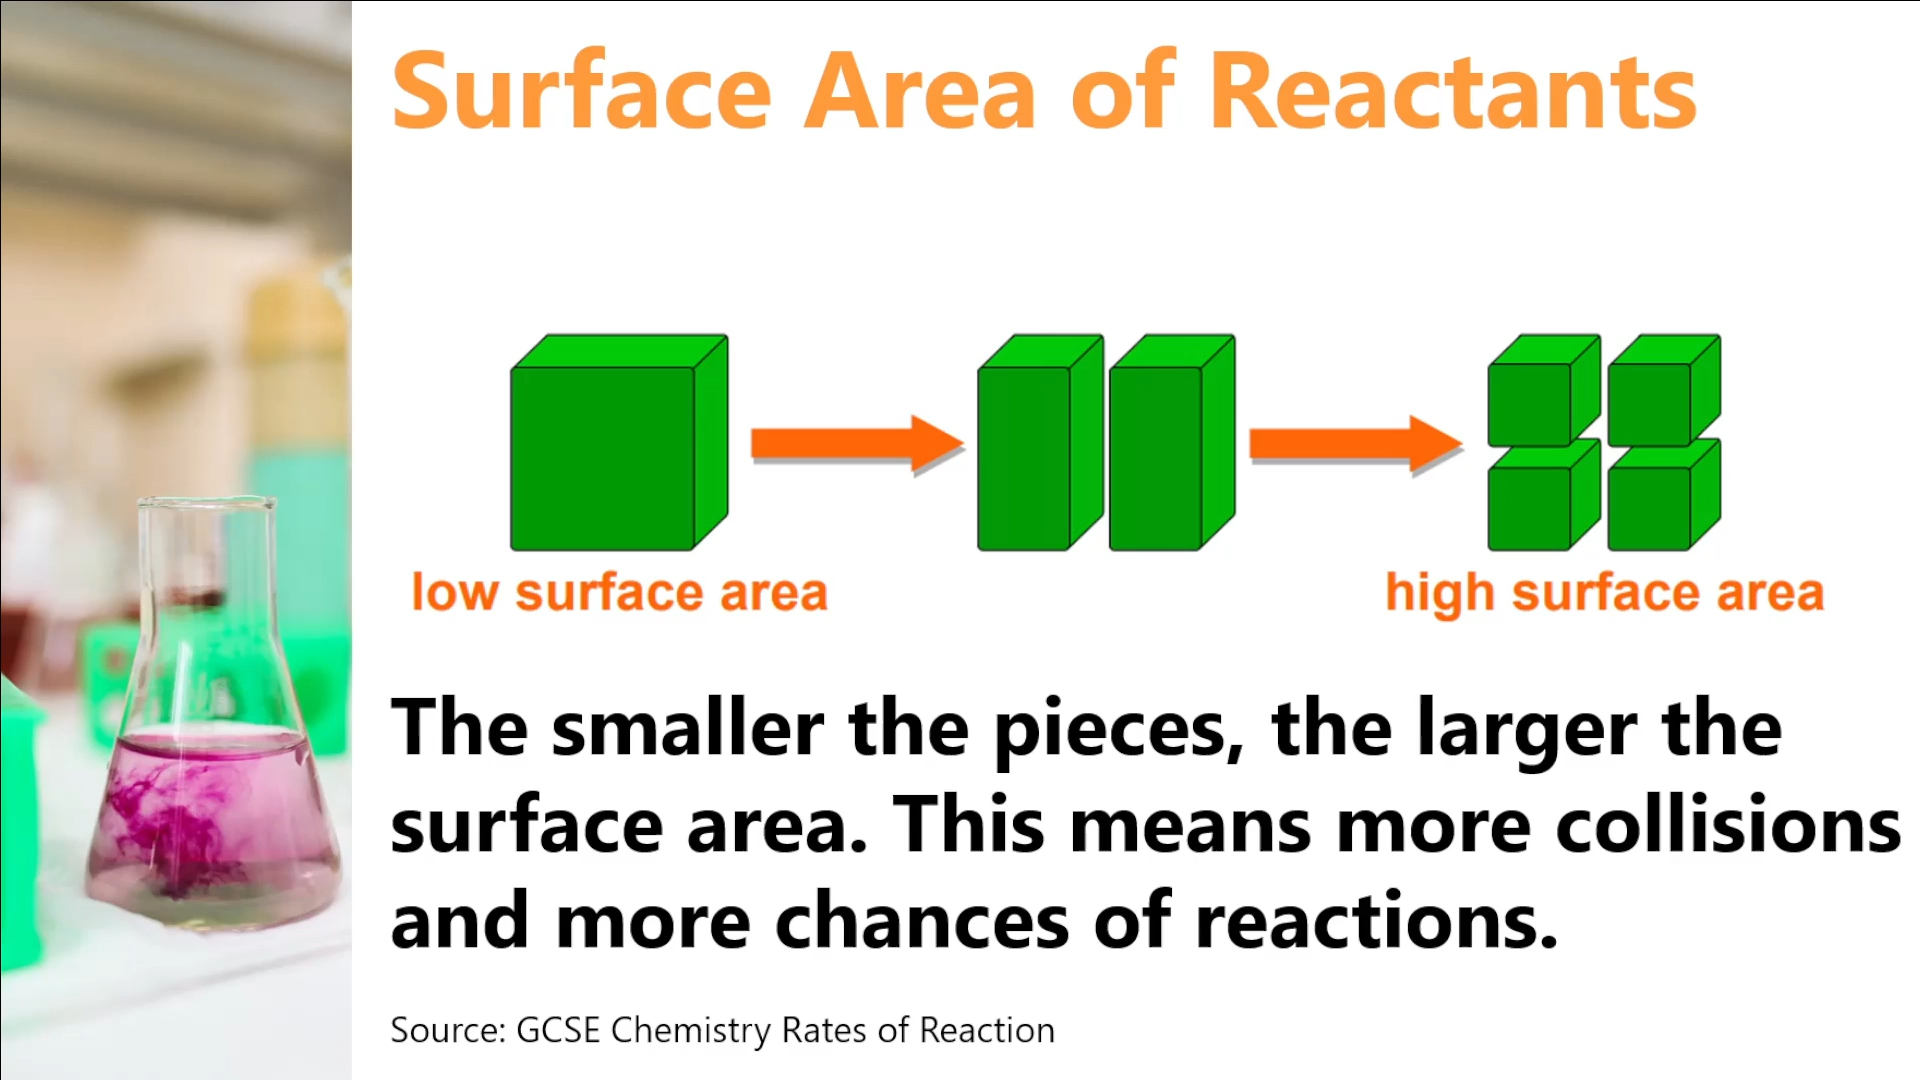 Surface Area of Reactants
low surface area
high surface area
The smaller the pieces, the larger the
surface area. This means more collisions
and more chances of reactions.
Source: GCSE Chemistry Rates of Reaction